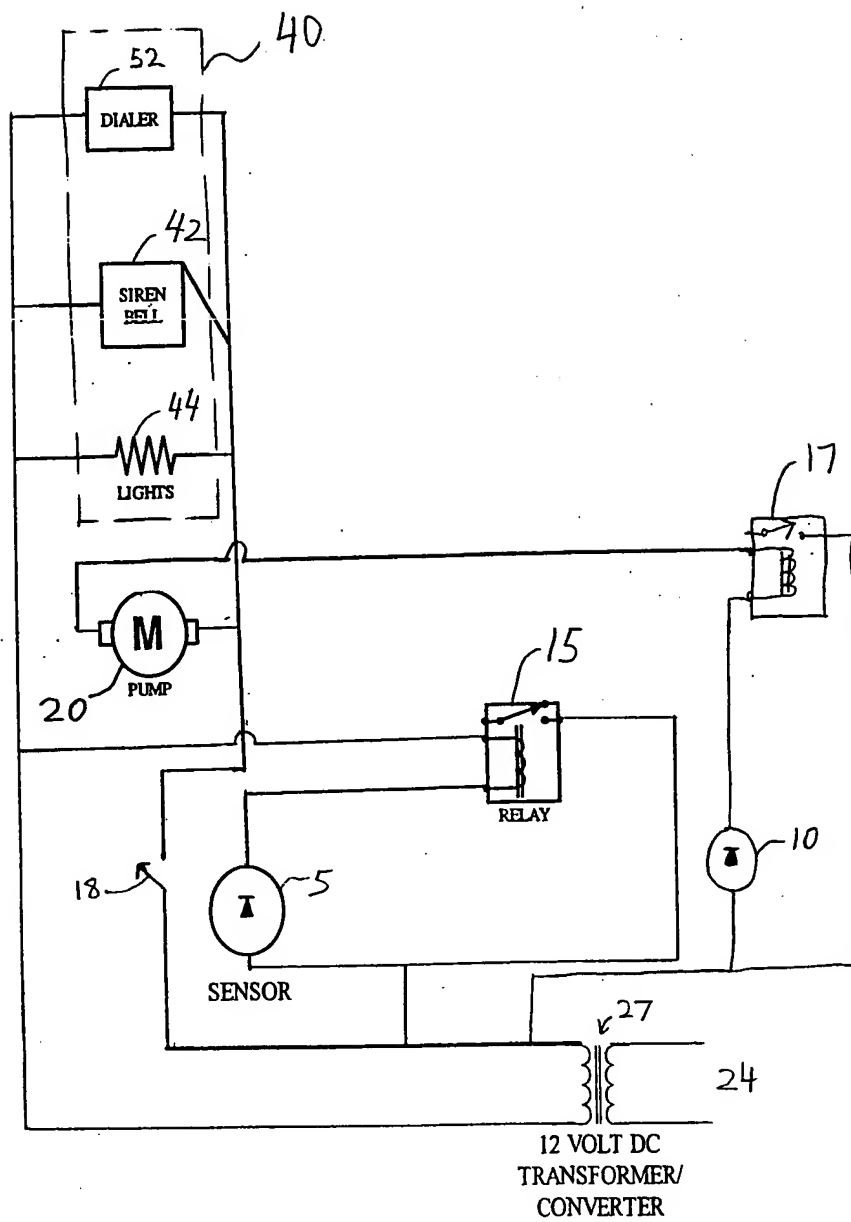 40
52
DIALER
42
SIREN
BELL
44
LIGHTS
17
M
20
PUMP
15
RELAY
10
18
5
SENSOR
27
24
12 VOLT DC
TRANSFORMER/
CONVERTER